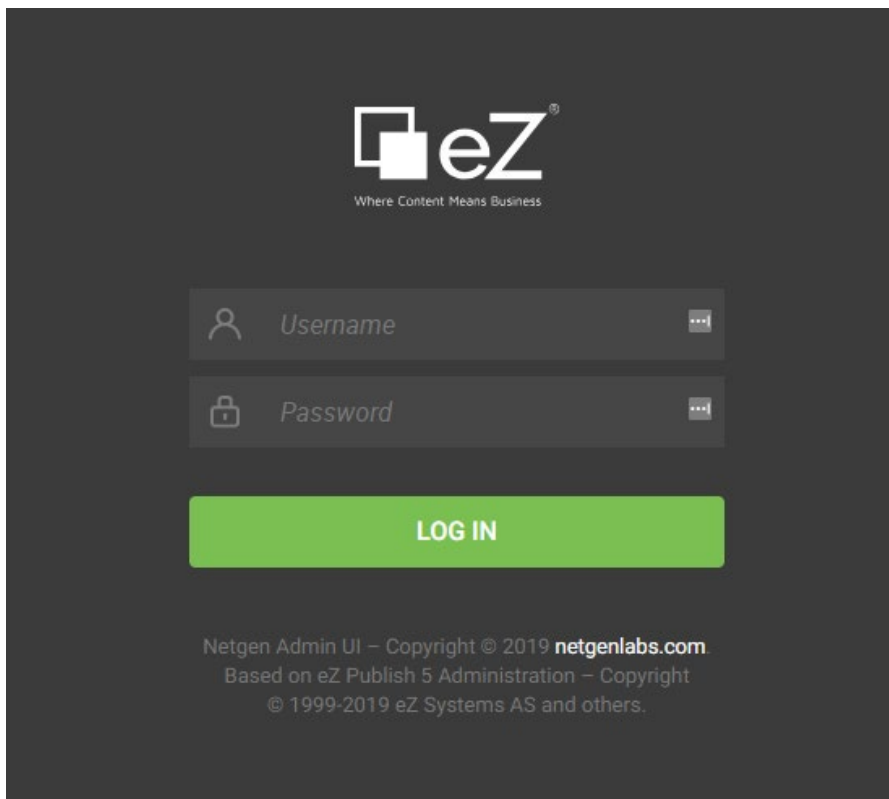 eZ®
Where Content Means Business
Username
Password
LOG IN
Netgen Admin UI – Copyright © 2019 netgenlabs.com.
Based on eZ Publish 5 Administration – Copyright
© 1999-2019 eZ Systems AS and others.